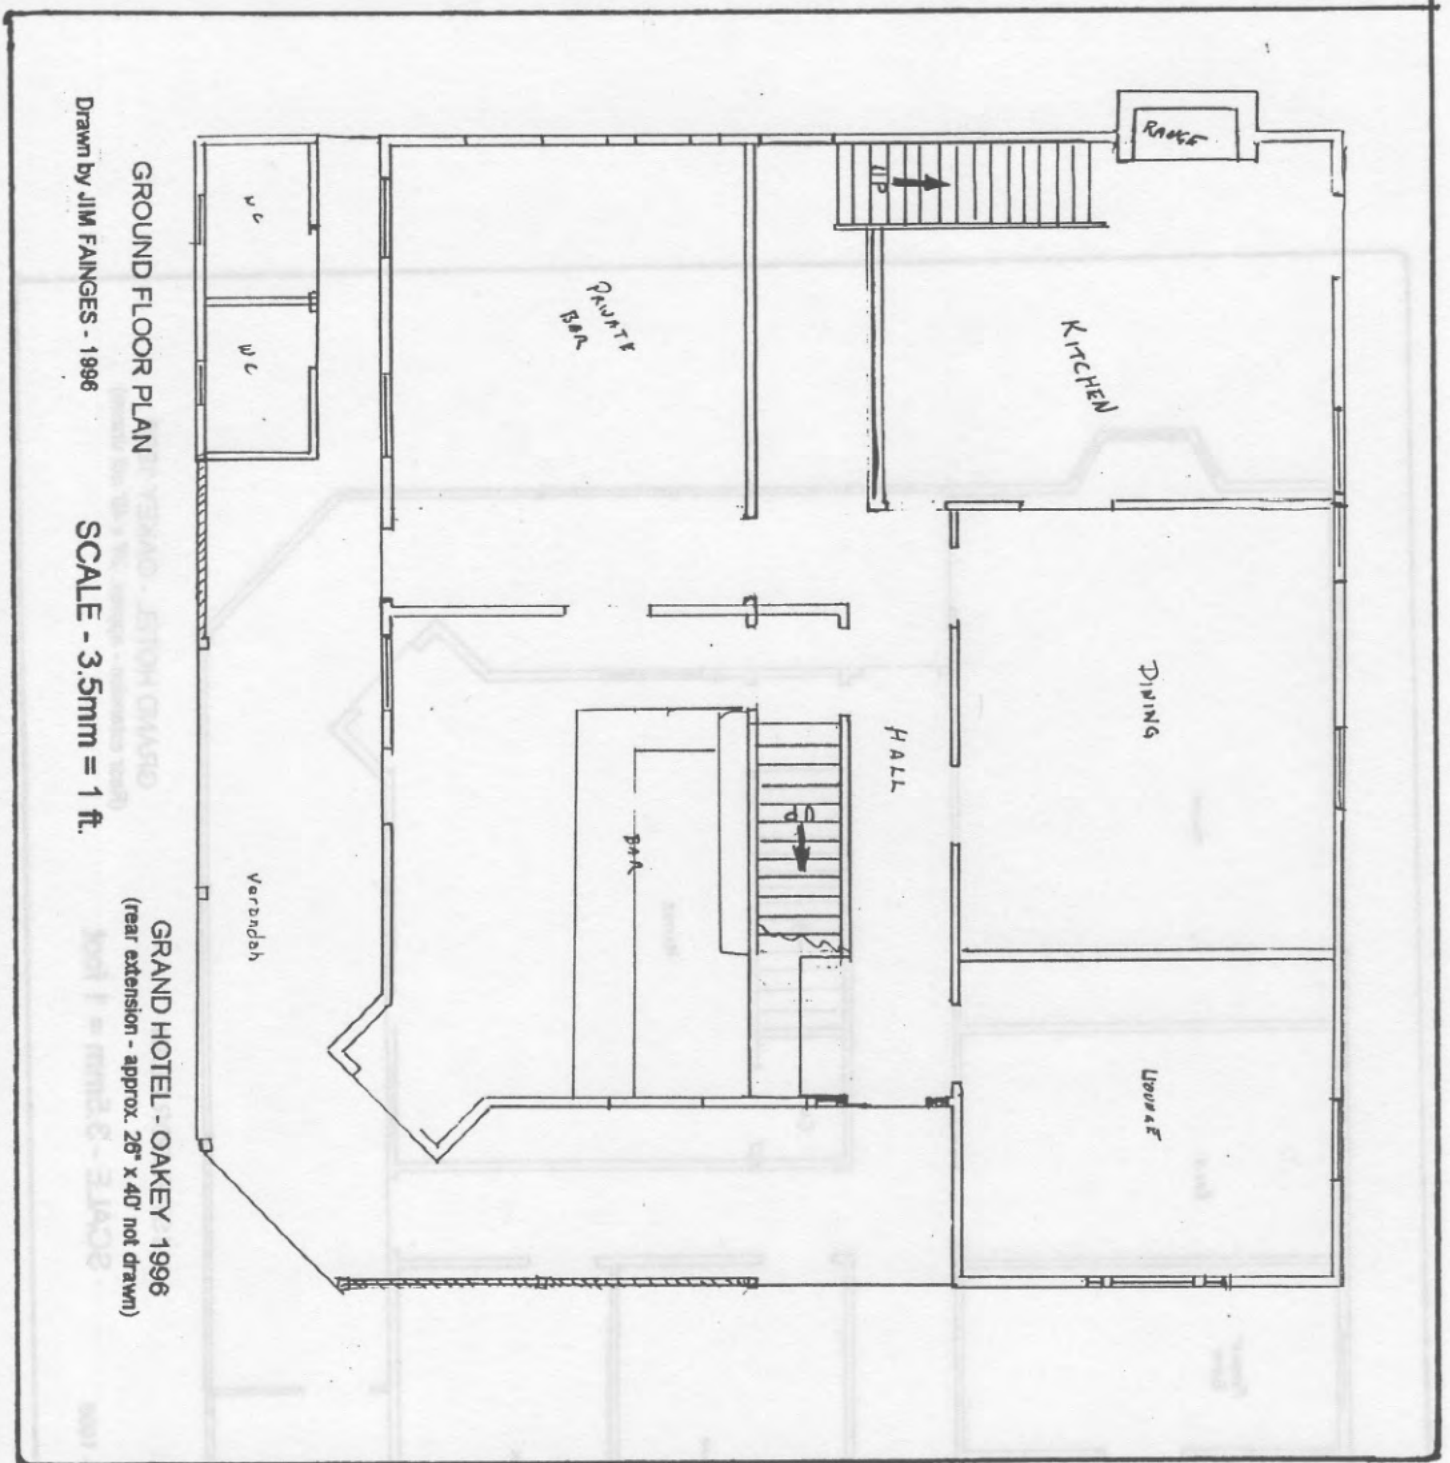 RANGE
UP
KITCHEN
PRIVATE
BAR
WC
WC
DINING
HALL
UP
BAR
LOUNGE
Verandah
GROUND FLOOR PLAN
Drawn by JIM FAINGES - 1996
SCALE - 3.5mm = 1 ft.
GRAND HOTEL - OAKEY 1996
(rear extension - approx. 26" x 40' not drawn)